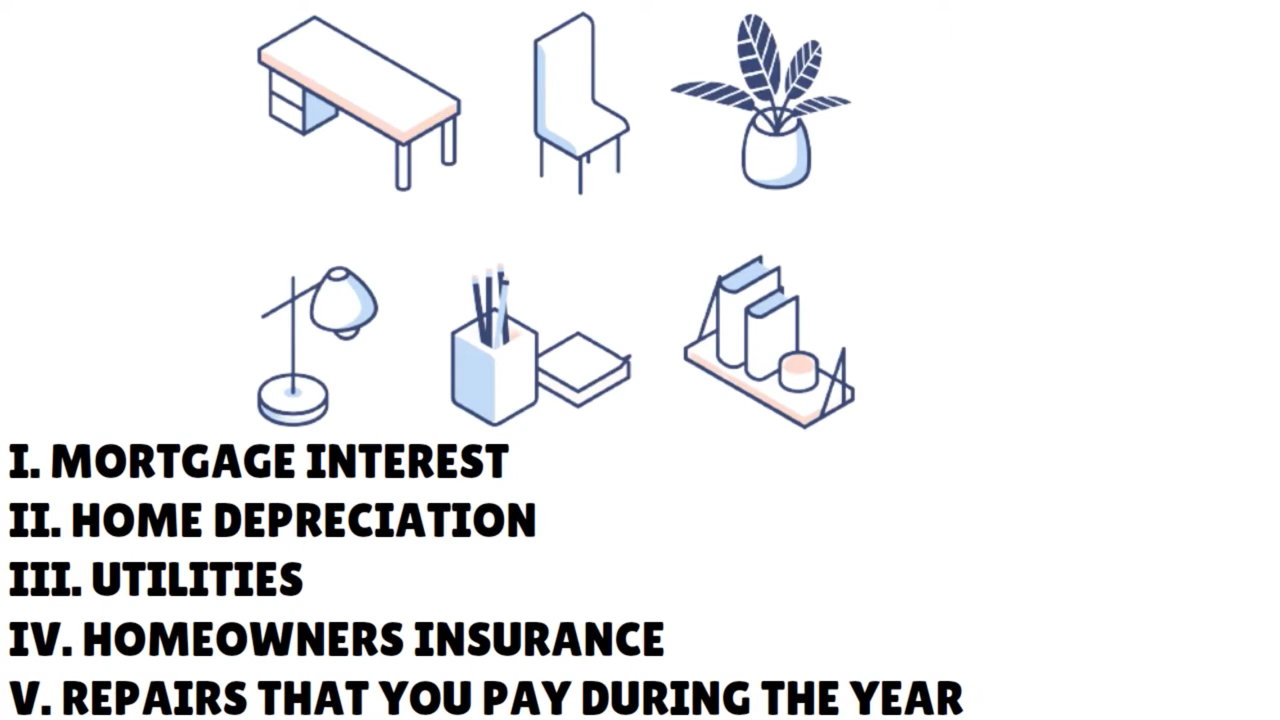 I. MORTGAGE INTEREST
II. HOME DEPRECIATION
III. UTILITIES
IV. HOMEOWNERS INSURANCE
V. REPAIRS THAT YOU PAY DURING THE YEAR